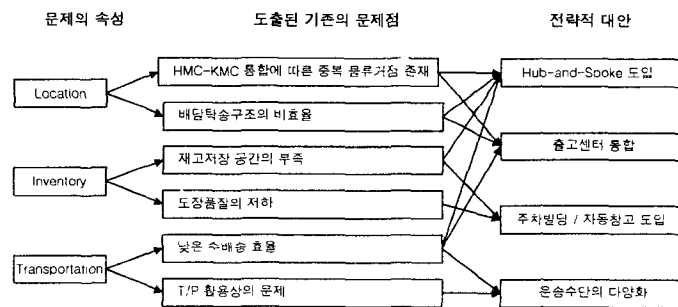 문제의 속성
도출된 기존의 문제점
전략적 대안
Location
HMC-KMC 통합에 따른 중복 물류거점 존재
Hub-and-Spoke 도입
배달탁송구조의 비효율
출고센터 통합
Inventory
재고저장 공간의 부족
도장품질의 저하
주차빌딩 / 자동창고 도입
Transportation
낮은 수배송 효율
T/P 활용상의 문제
운송수단의 다양화